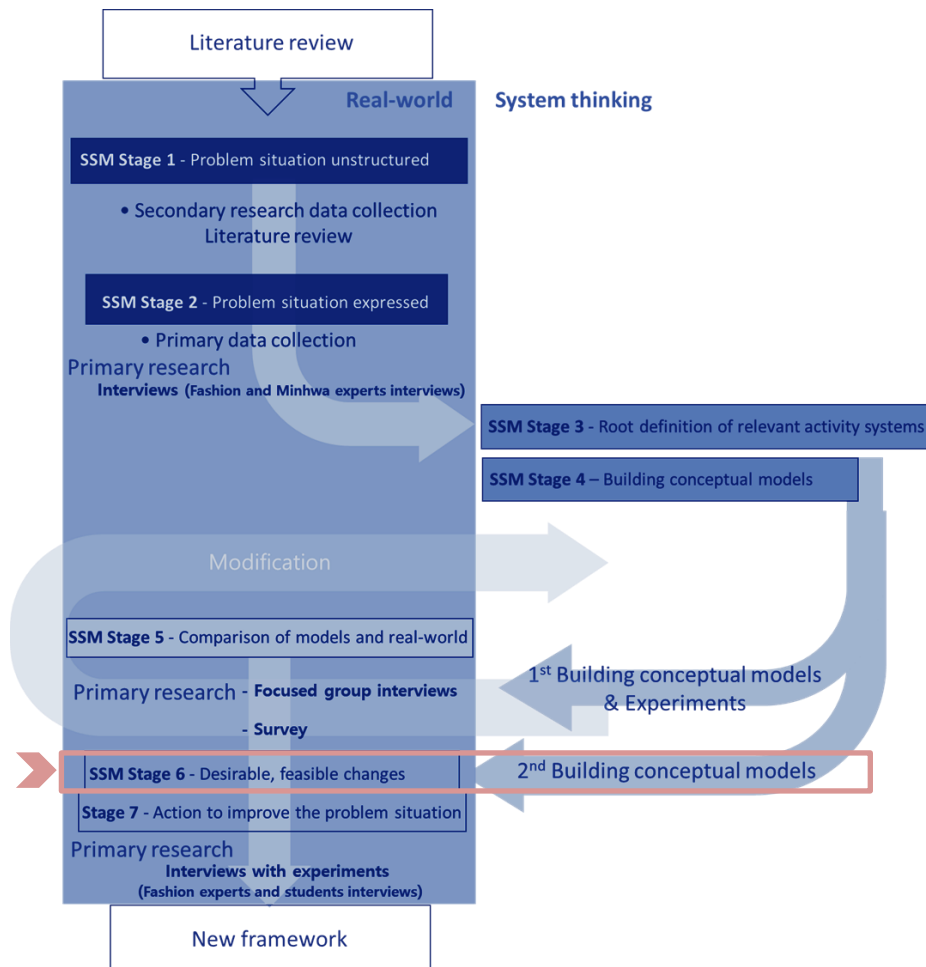 Literature review
Real-world
System thinking
SSM Stage 1 - Problem situation unstructured
• Secondary research data collection
Literature review
SSM Stage 2 - Problem situation expressed
• Primary data collection
Primary research
Interviews (Fashion and Minhwa experts interviews)
SSM Stage 3 - Root definition of relevant activity systems
SSM Stage 4 – Building conceptual models
Modification
SSM Stage 5 - Comparison of models and real-world
1st Building conceptual models
& Experiments
Primary research - Focused group interviews
- Survey
SSM Stage 6 - Desirable, feasible changes
2nd Building conceptual models
Stage 7 - Action to improve the problem situation
Primary research
Interviews with experiments
(Fashion experts and students interviews)
New framework